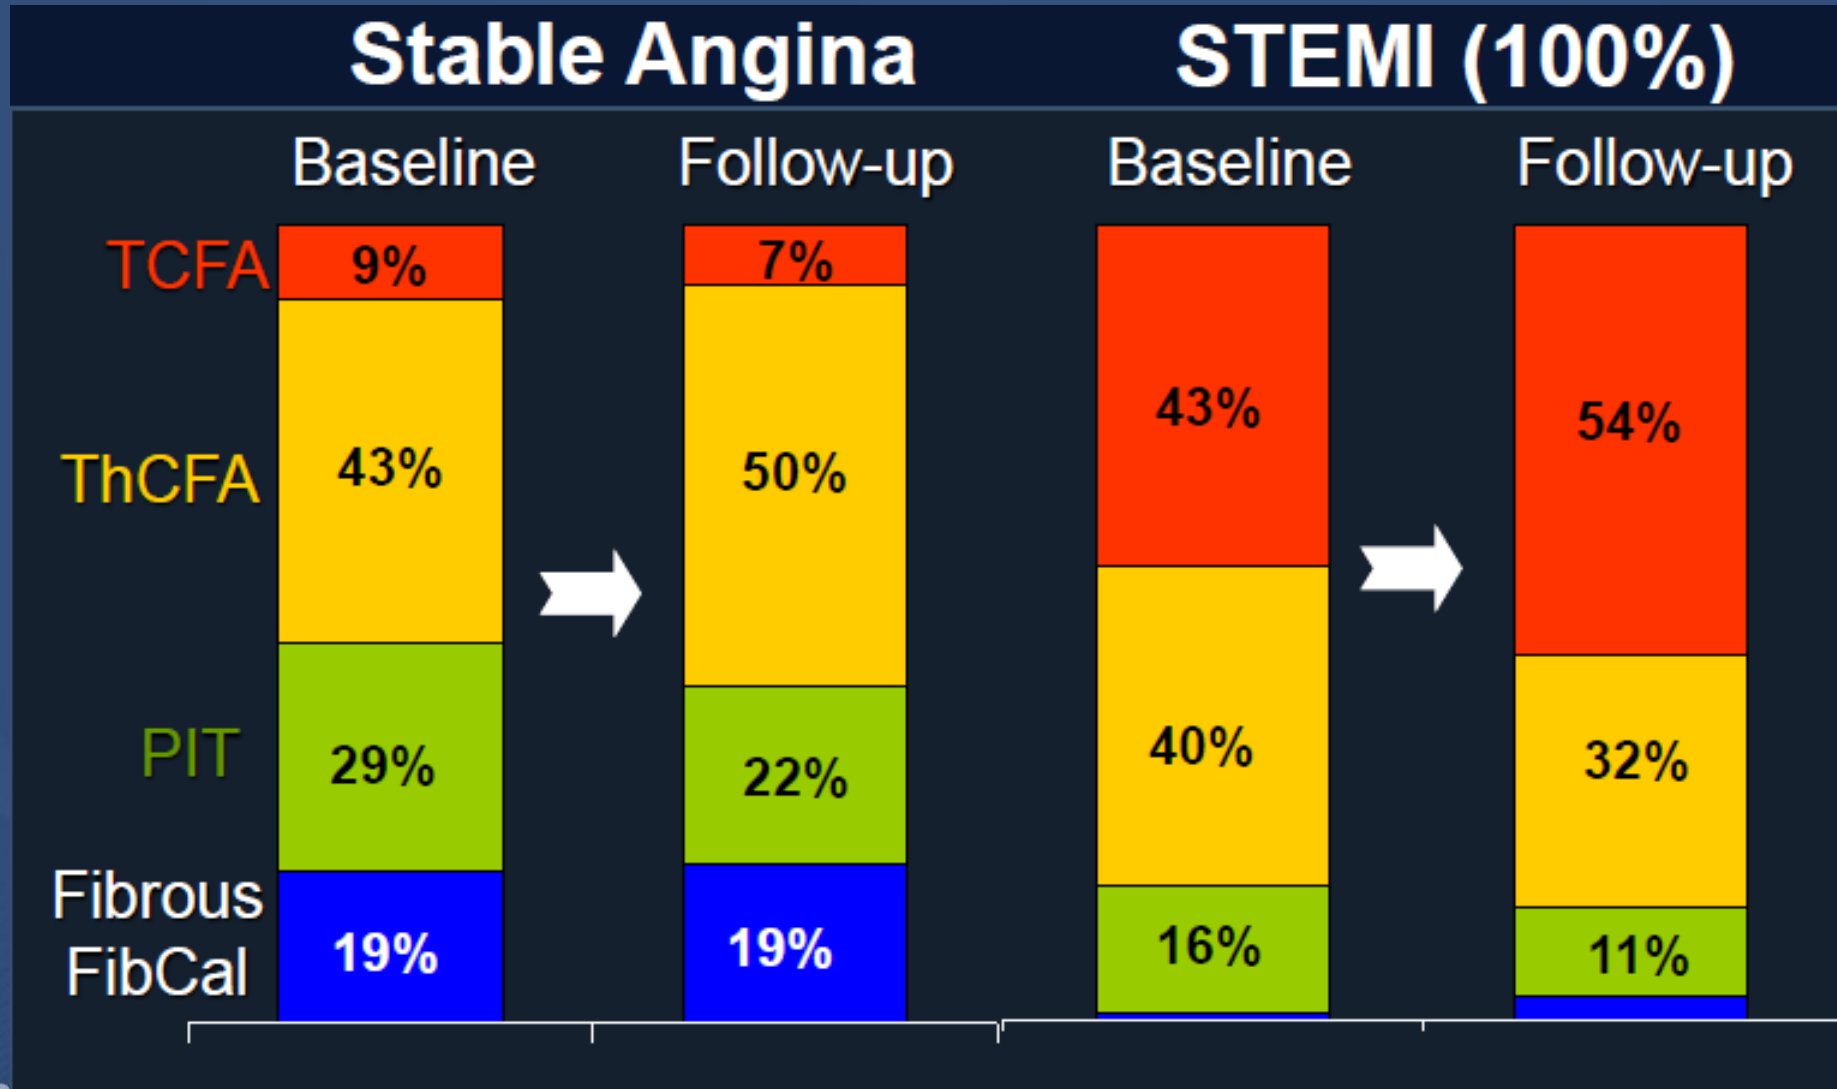 Stable Angina
STEMI (100%)
Baseline
Follow-up
Baseline
Follow-up
TCFA
9%
7%
43%
54%
ThCFA
43%
50%
40%
32%
PIT
29%
22%
16%
11%
Fibrous
FibCal
19%
19%